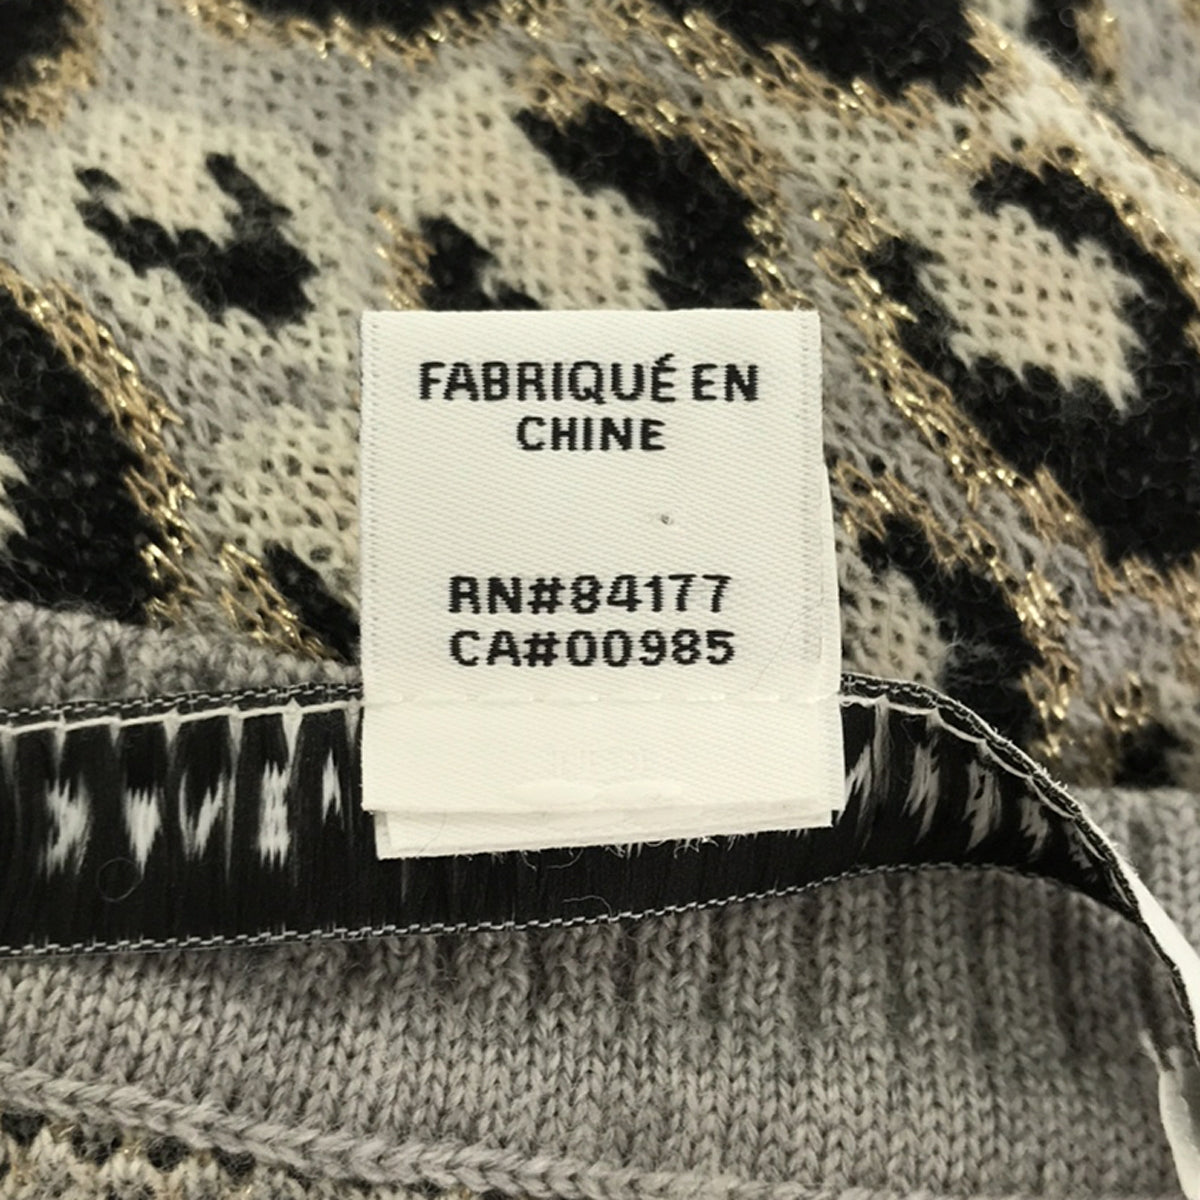 FABRIQUÉ EN
CHINE
RN#84177
CA#00985